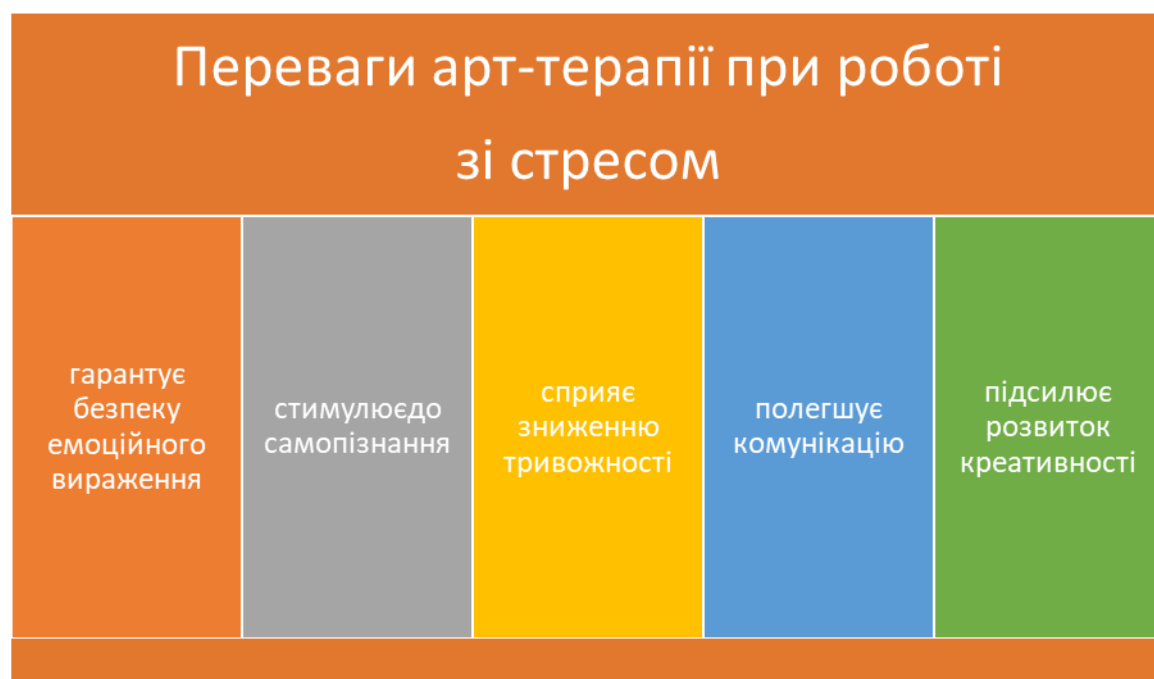 Переваги арт-терапії при роботі
зі стресом
гарантує
безпеку
емоційного
вираження
стимулюєдо
самопізнання
сприяє
зниженню
тривожності
полегшує
комунікацію
підсилює
розвиток
креативності